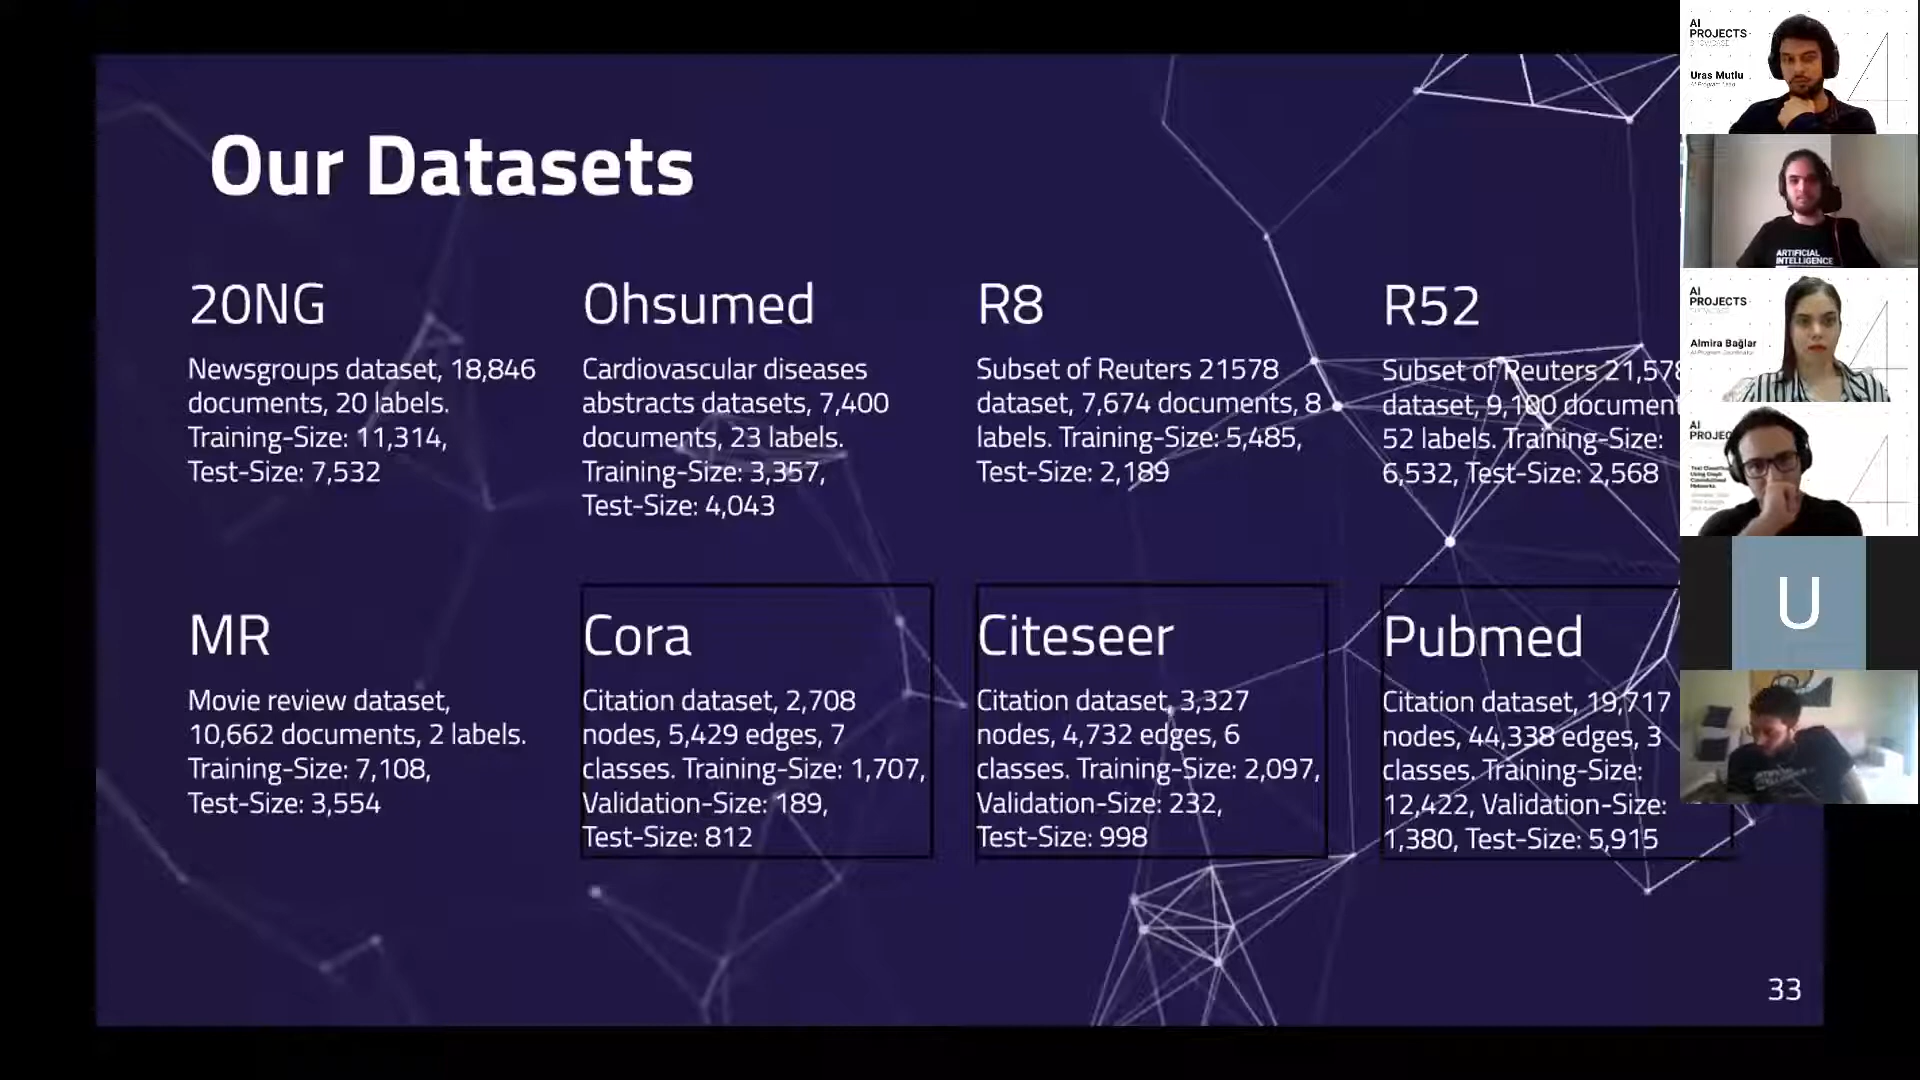 Our Datasets
20NG
Newsgroups dataset, 18,846
documents, 20 labels.
Training-Size: 11,314,
Test-Size: 7,532
Ohsumed
Cardiovascular diseases
abstracts datasets, 7,400
documents, 23 labels.
Training-Size: 3,357,
Test-Size: 4,043
R8
Subset of Reuters 21578
dataset, 7,674 documents, 8
labels. Training-Size: 5,485,
Test-Size: 2,189
R52
Subset of Reuters 21,578
dataset, 9,100 document
52 labels. Training-Size:
6,532, Test-Size: 2,568
MR
Movie review dataset,
10,662 documents, 2 labels.
Training-Size: 7,108,
Test-Size: 3,554
Cora
Citation dataset, 2,708
nodes, 5,429 edges, 7
classes. Training-Size: 1,707,
Validation-Size: 189,
Test-Size: 812
Citeseer
Citation dataset, 3,327
nodes, 4,732 edges, 6
classes. Training-Size: 2,097,
Validation-Size: 232,
Test-Size: 998
Pubmed
Citation dataset, 19,717
nodes, 44,338 edges, 3
classes. Training-Size:
12,422, Validation-Size:
1,380, Test-Size: 5,915
33
AI
PROJECTS
Uras Mutlu
AI Program Lead
ARTIFICIAL
INTELLIGENCE
AI
PROJECTS
Almira Bağlar
AI Program Coordinator
AI
PROJEC
U